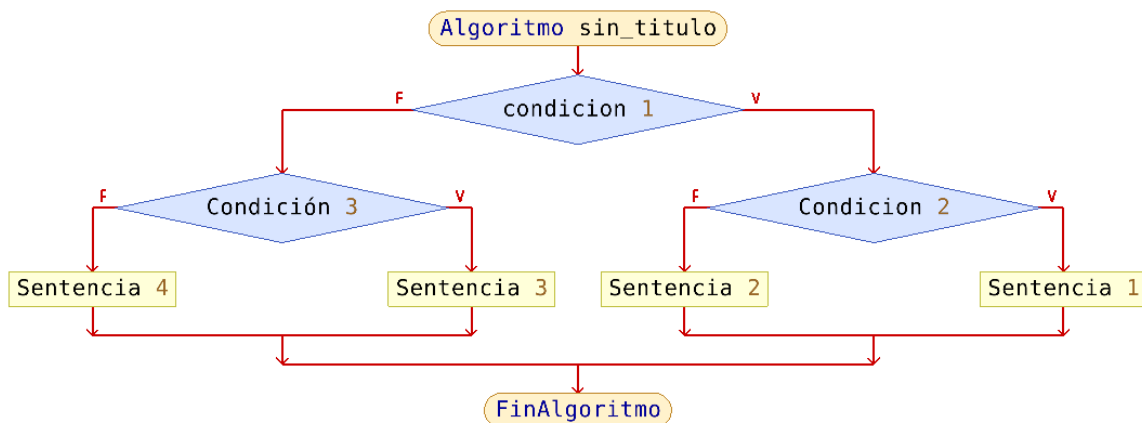 Algoritmo sin_titulo
F
V
condicion 1
F
V
F
V
Condición 3
Condicion 2
Sentencia 4
Sentencia 3
Sentencia 2
Sentencia 1
FinAlgoritmo